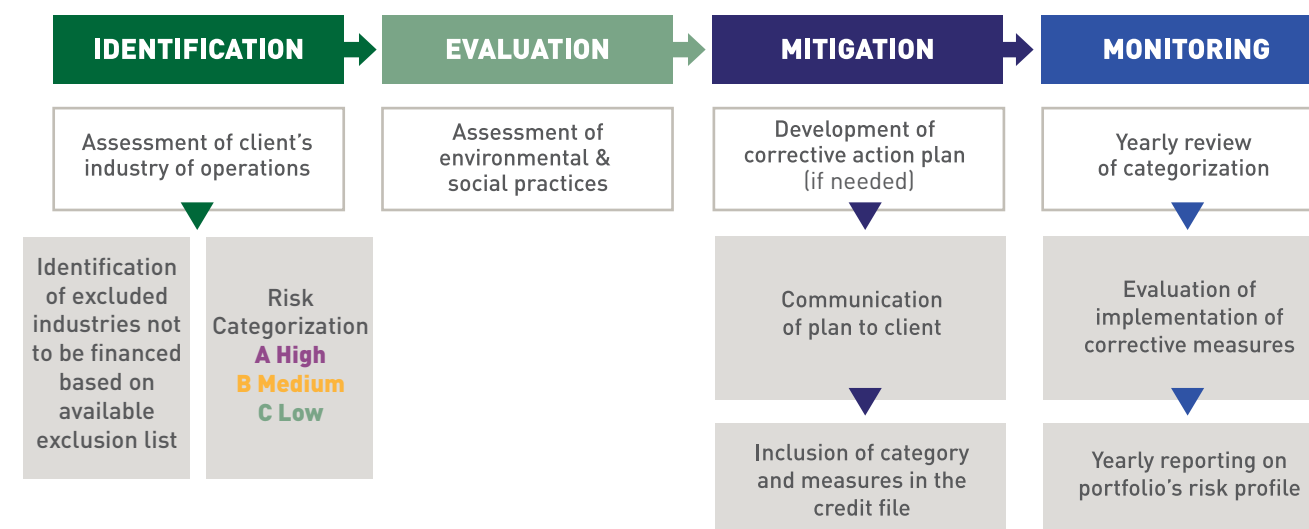 IDENTIFICATION
EVALUATION
MITIGATION
MONITORING
Assessment of client’s
industry of operations
Assessment of
environmental &
social practices
Development of
corrective action plan
(if needed)
Yearly review
of categorization
Identification
of excluded
industries not
to be financed
based on
available
exclusion list
Risk
Categorization
A High
B Medium
C Low
Communication
of plan to client
Evaluation of
implementation of
corrective measures
Inclusion of category
and measures in the
credit file
Yearly reporting on
portfolio’s risk profile